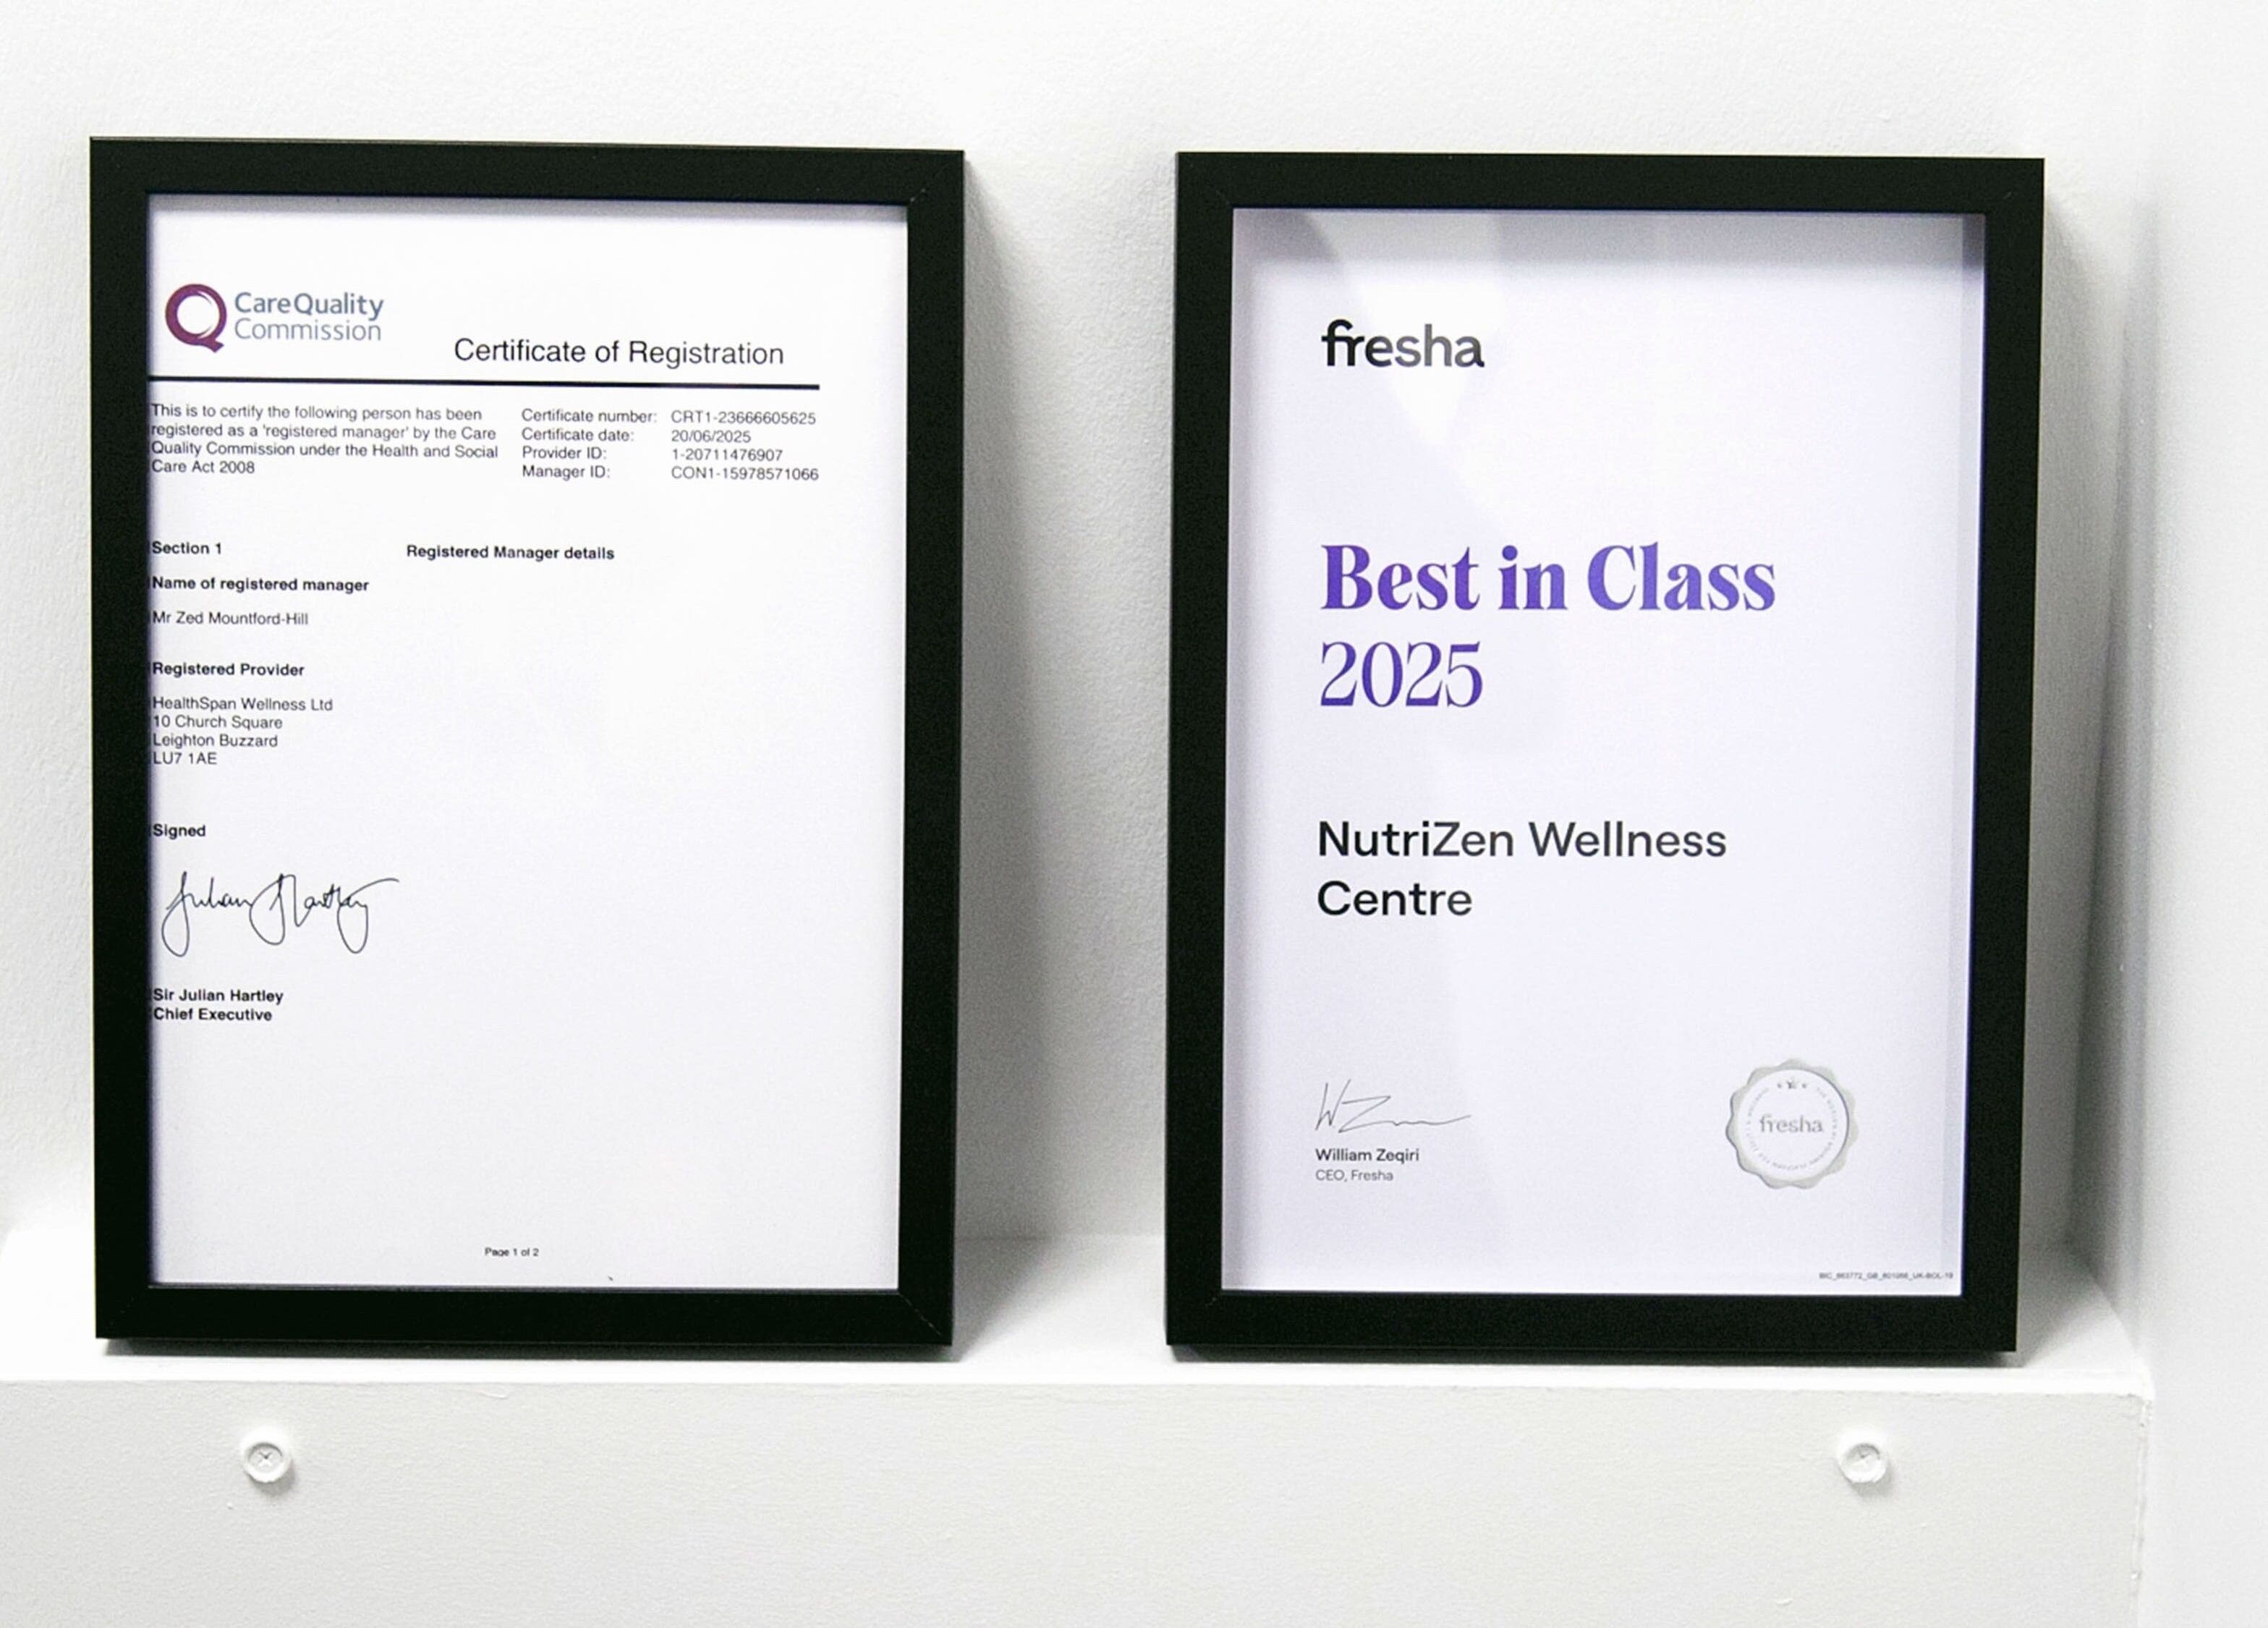 CareQuality
Commission
Certificate of Registration
This is to certify the following person has been
registered as a 'registered manager' by the Care
Quality Commission under the Health and Social
Care Act 2008
Certificate number: CRT1-23666605625
Certificate date: 20/06/2025
Provider ID: 1-20711476907
Manager ID: CON1-15978571066
Section 1 Registered Manager details
Name of registered manager
Mr Zed Mountford-Hill
Registered Provider
HealthSpan Wellness Ltd
10 Church Square
Leighton Buzzard
LU7 1AE
Signed
Julian Hartley
Sir Julian Hartley
Chief Executive
Page 1 of 2
fresha
Best in Class
2025
NutriZen Wellness
Centre
William Zeqiri
CEO, Fresha
fresha